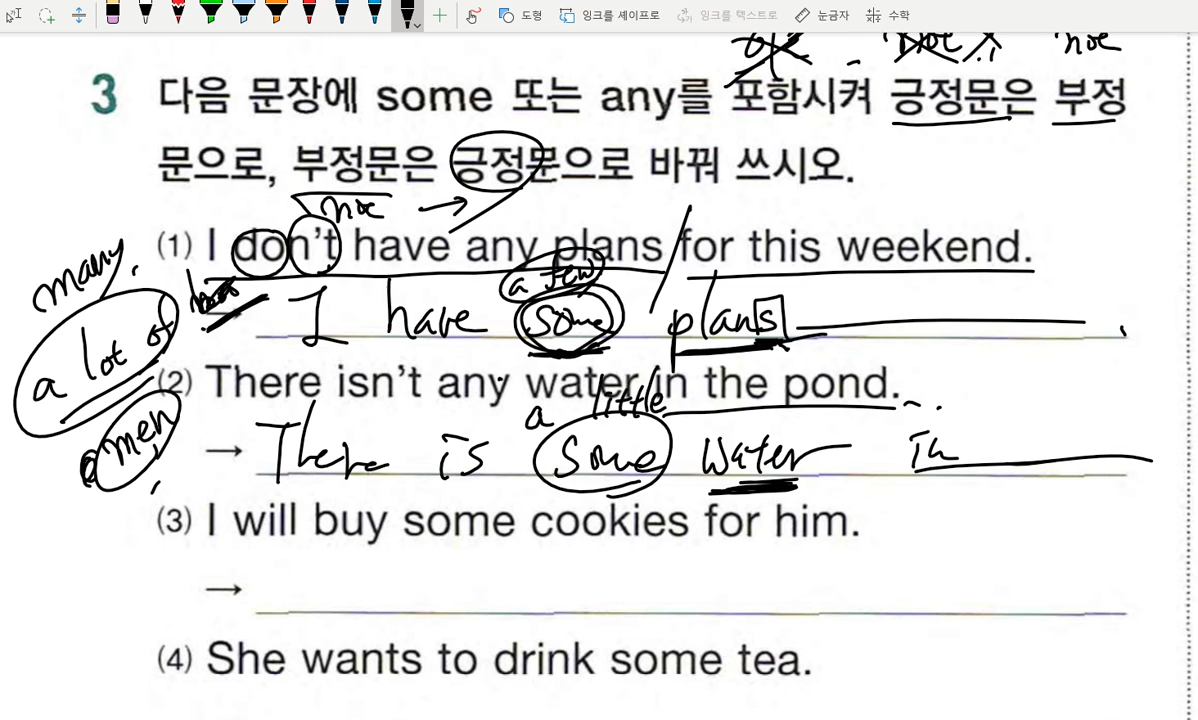 도형 잉크를 셰이프로 잉크를 텍스트로 눈금자 수학
not
3 다음 문장에 some 또는 any를 포함시켜 긍정문은 부정
문으로, 부정문은 긍정문으로 바꿔 쓰시오.
not →
(1) I don't have any plans for this weekend.
many,
a few
I have some plans
a lot of
(2) There isn't any water in the pond.
a little
→ There is some water in
(3) I will buy some cookies for him.
→
(4) She wants to drink some tea.